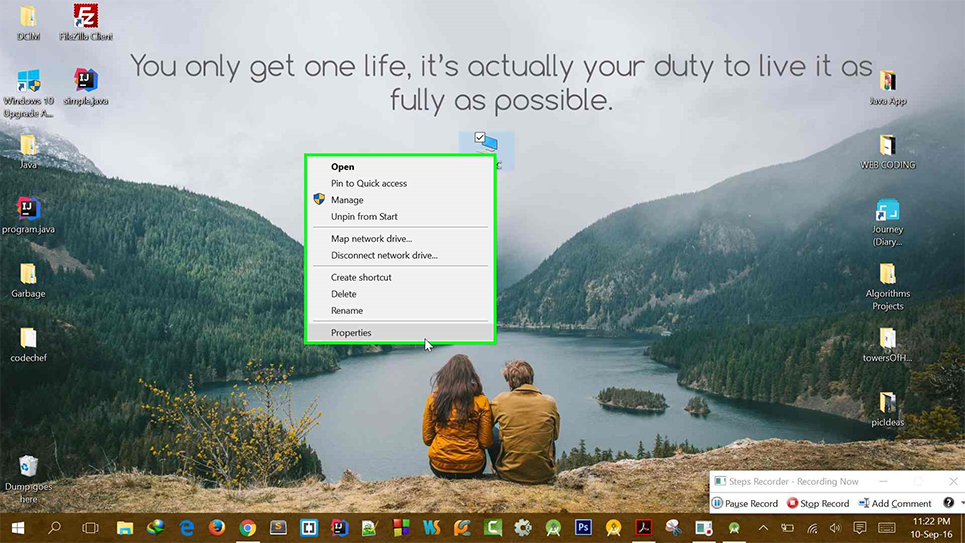 DCIM
FileZilla Client
You only get one life, it's actually your duty to live it as
fully as possible.
Windows 10
Upgrade A...
simple.java
Java App
Java
WEB CODING
program.java
Journey
(Diary...
Garbage
Algorithms
Projects
codechef
towersOfH...
picIdeas
Dump goes
here
Open
Pin to Quick access
Manage
Unpin from Start
Map network drive...
Disconnect network drive...
Create shortcut
Delete
Rename
Properties
Steps Recorder - Recording Now
Pause Record
Stop Record
Add Comment
11:22 PM
10-Sep-16